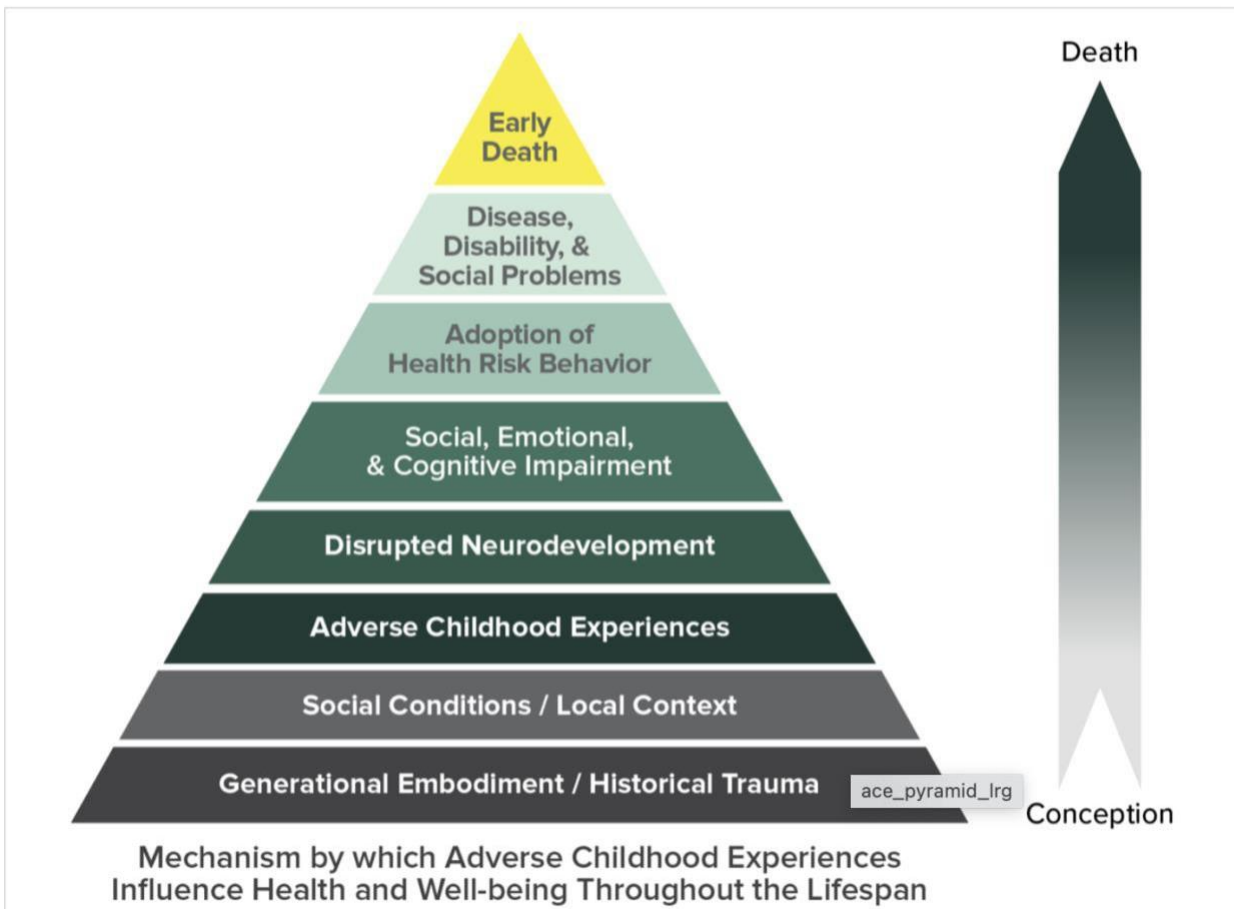 Death
Early
Death
Disease,
Disability, &
Social Problems
Adoption of
Health Risk Behavior
Social, Emotional,
& Cognitive Impairment
Disrupted Neurodevelopment
Adverse Childhood Experiences
Social Conditions / Local Context
Generational Embodiment / Historical Trauma
ace_pyramid_lrg
Conception
Mechanism by which Adverse Childhood Experiences
Influence Health and Well-being Throughout the Lifespan